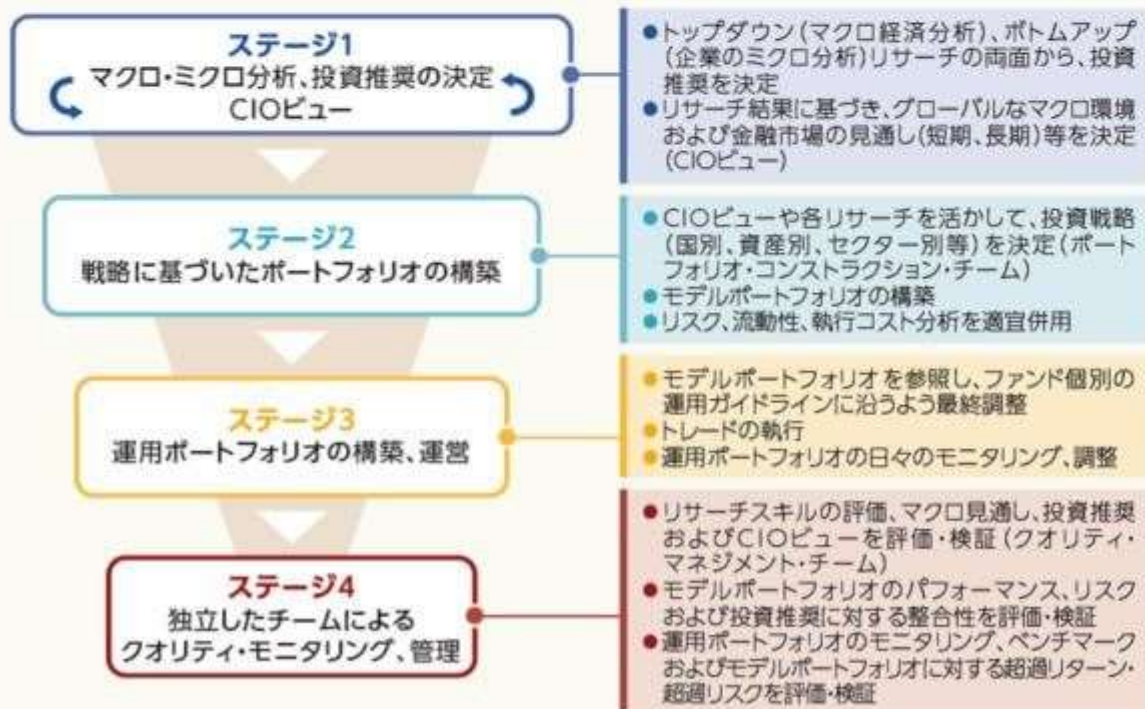 ステージ1
マクロ・ミクロ分析、投資推奨の決定
CIOビュー
●トップダウン(マクロ経済分析)、ボトムアップ
(企業のミクロ分析)リサーチの両面から、投資
推奨を決定
●リサーチ結果に基づき、グローバルなマクロ環境
および金融市場の見通し(短期、長期)等を決定
(CIOビュー)
ステージ2
戦略に基づいたポートフォリオの構築
●CIOビューや各リサーチを活かして、投資戦略
(国別、資産別、セクター別等)を決定(ポート
フォリオ・コンストラクション・チーム)
●モデルポートフォリオの構築
●リスク、流動性、執行コスト分析を適宜併用
ステージ3
運用ポートフォリオの構築、運営
●モデルポートフォリオを参照し、ファンド個別の
運用ガイドラインに沿うよう最終調整
●トレードの執行
●運用ポートフォリオの日々のモニタリング、調整
ステージ4
独立したチームによる
クオリティ・モニタリング、管理
●リサーチスキルの評価、マクロ見通し、投資推奨
およびCIOビューを評価・検証(クオリティ・
マネジメント・チーム)
●モデルポートフォリオのパフォーマンス、リスク
および投資推奨に対する整合性を評価・検証
●運用ポートフォリオのモニタリング、ベンチマーク
およびモデルポートフォリオに対する超過リターン・
超過リスクを評価・検証